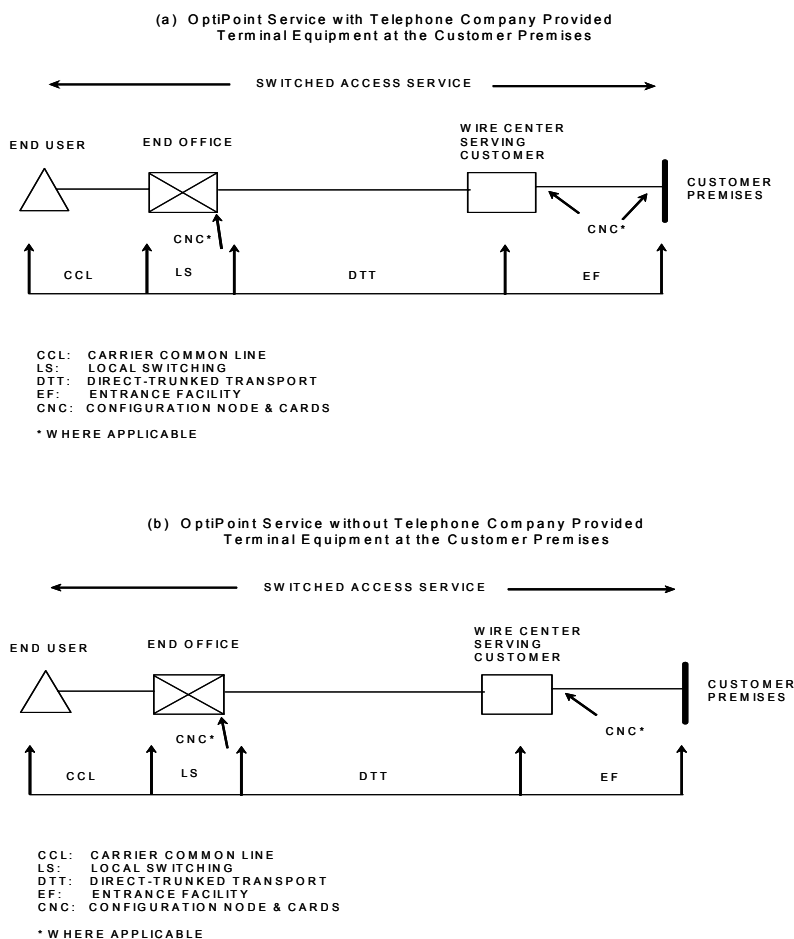 (a) OptiPoint Service with Telephone Company Provided
Terminal Equipment at the Customer Premises
SWITCHED ACCESS SERVICE
END USER
END OFFICE
WIRE CENTER
SERVING
CUSTOMER
CUSTOMER
PREMISES
CNC*
CNC*
CCL
LS
DTT
EF
CCL: CARRIER COMMON LINE
LS: LOCAL SWITCHING
DTT: DIRECT-TRUNKED TRANSPORT
EF: ENTRANCE FACILITY
CNC: CONFIGURATION NODE & CARDS
* WHERE APPLICABLE
(b) OptiPoint Service without Telephone Company Provided
Terminal Equipment at the Customer Premises
SWITCHED ACCESS SERVICE
END USER
END OFFICE
WIRE CENTER
SERVING
CUSTOMER
CUSTOMER
PREMISES
CNC*
CNC*
CCL
LS
DTT
EF
CCL: CARRIER COMMON LINE
LS: LOCAL SWITCHING
DTT: DIRECT-TRUNKED TRANSPORT
EF: ENTRANCE FACILITY
CNC: CONFIGURATION NODE & CARDS
* WHERE APPLICABLE